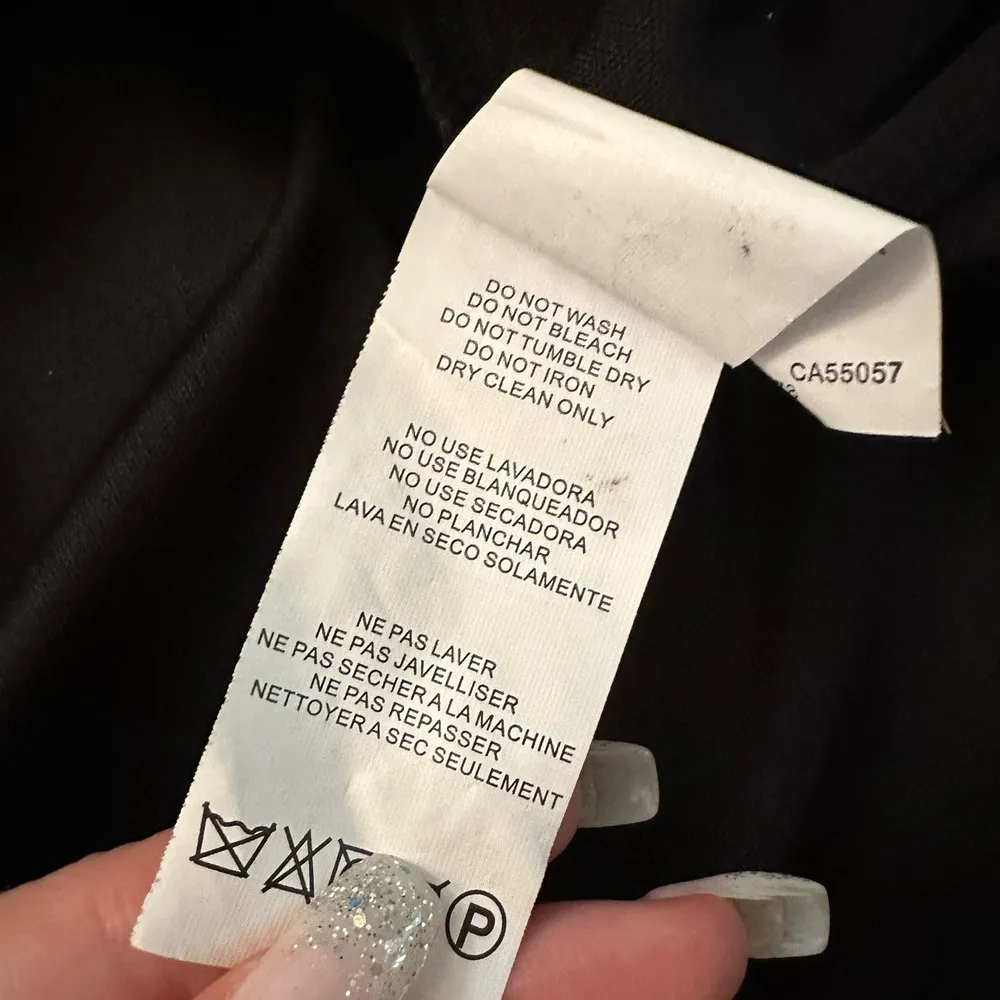 DO NOT WASH
DO NOT BLEACH
DO NOT TUMBLE DRY
DO NOT IRON
DRY CLEAN ONLY
NO USE LAVADORA
NO USE BLANQUEADOR
NO USE SECADORA
NO PLANCHAR
LAVA EN SECO SOLAMENTE
NE PAS LAVER
NE PAS JAVELLISER
NE PAS SECHER A LA MACHINE
NE PAS REPASSER
NETTOYER A SEC SEULEMENT
P
CA55057